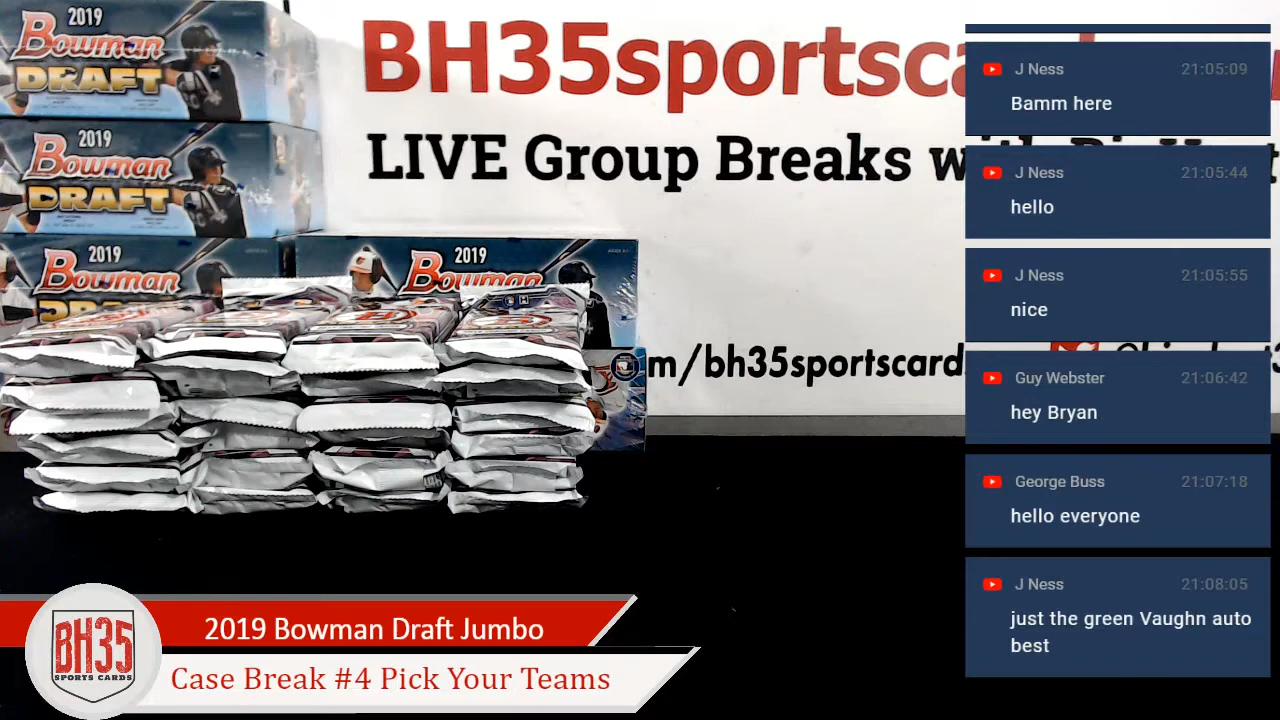 2019
Bowman
DRAFT
2019
Bowman
DRAFT
2019
Bowman
2019
Bowman
BH35sportsca
LIVE Group Breaks w
m/bh35sportscard
J Ness 21:05:09
Bamm here
J Ness 21:05:44
hello
J Ness 21:05:55
nice
Guy Webster 21:06:42
hey Bryan
George Buss 21:07:18
hello everyone
J Ness 21:08:05
just the green Vaughn auto
best
BH35
SPORTS CARDS
2019 Bowman Draft Jumbo
Case Break #4 Pick Your Teams